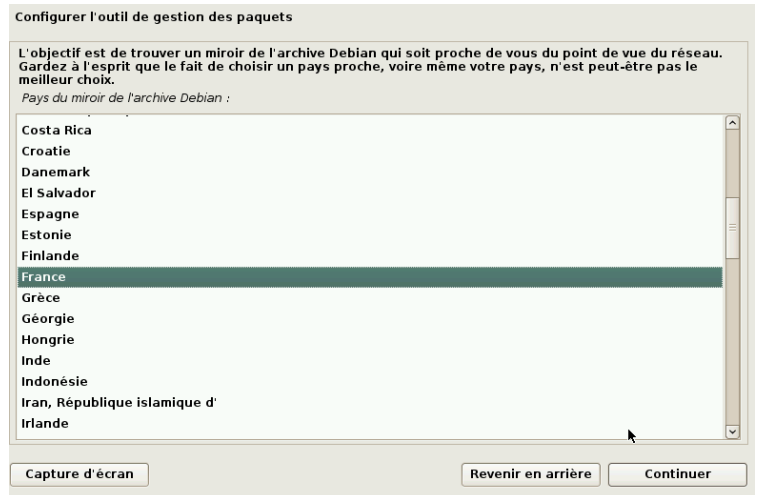 Configurer l'outil de gestion des paquets
L'objectif est de trouver un miroir de l'archive Debian qui soit proche de vous du point de vue du réseau.
Gardez à l'esprit que le fait de choisir un pays proche, voire même votre pays, n'est peut-être pas le
meilleur choix.
Pays du miroir de l'archive Debian :
Costa Rica
Croatie
Danemark
El Salvador
Espagne
Estonie
Finlande
France
Grèce
Géorgie
Hongrie
Inde
Indonésie
Iran, République islamique d'
Irlande
Capture d'écran
Revenir en arrière
Continuer